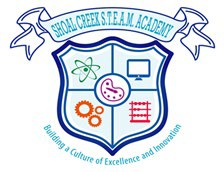 SHOAL CREEK S.T.E.A.M. ACADEMY
Building a Culture of Excellence and Innovation